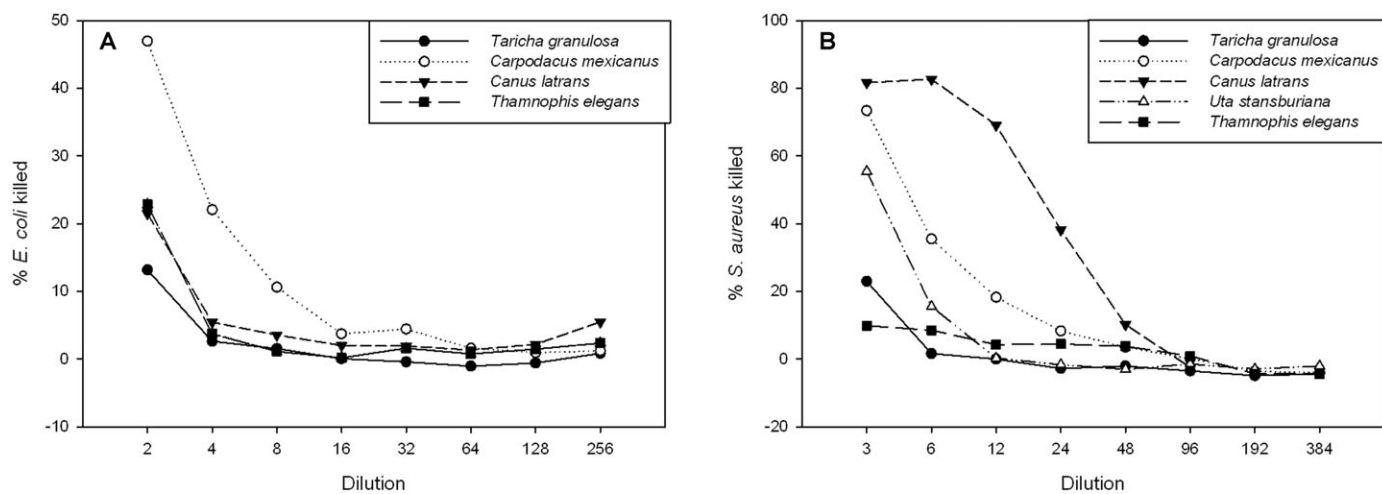 A
Taricha granulosa
Carpodacus mexicanus
Canus latrans
Thamnophis elegans
% E. coli killed
50
40
30
20
10
0
-10
2 4 8 16 32 64 128 256
Dilution
B
Taricha granulosa
Carpodacus mexicanus
Canus latrans
Uta stansburiana
Thamnophis elegans
% S. aureus killed
100
80
60
40
20
0
-20
3 6 12 24 48 96 192 384
Dilution